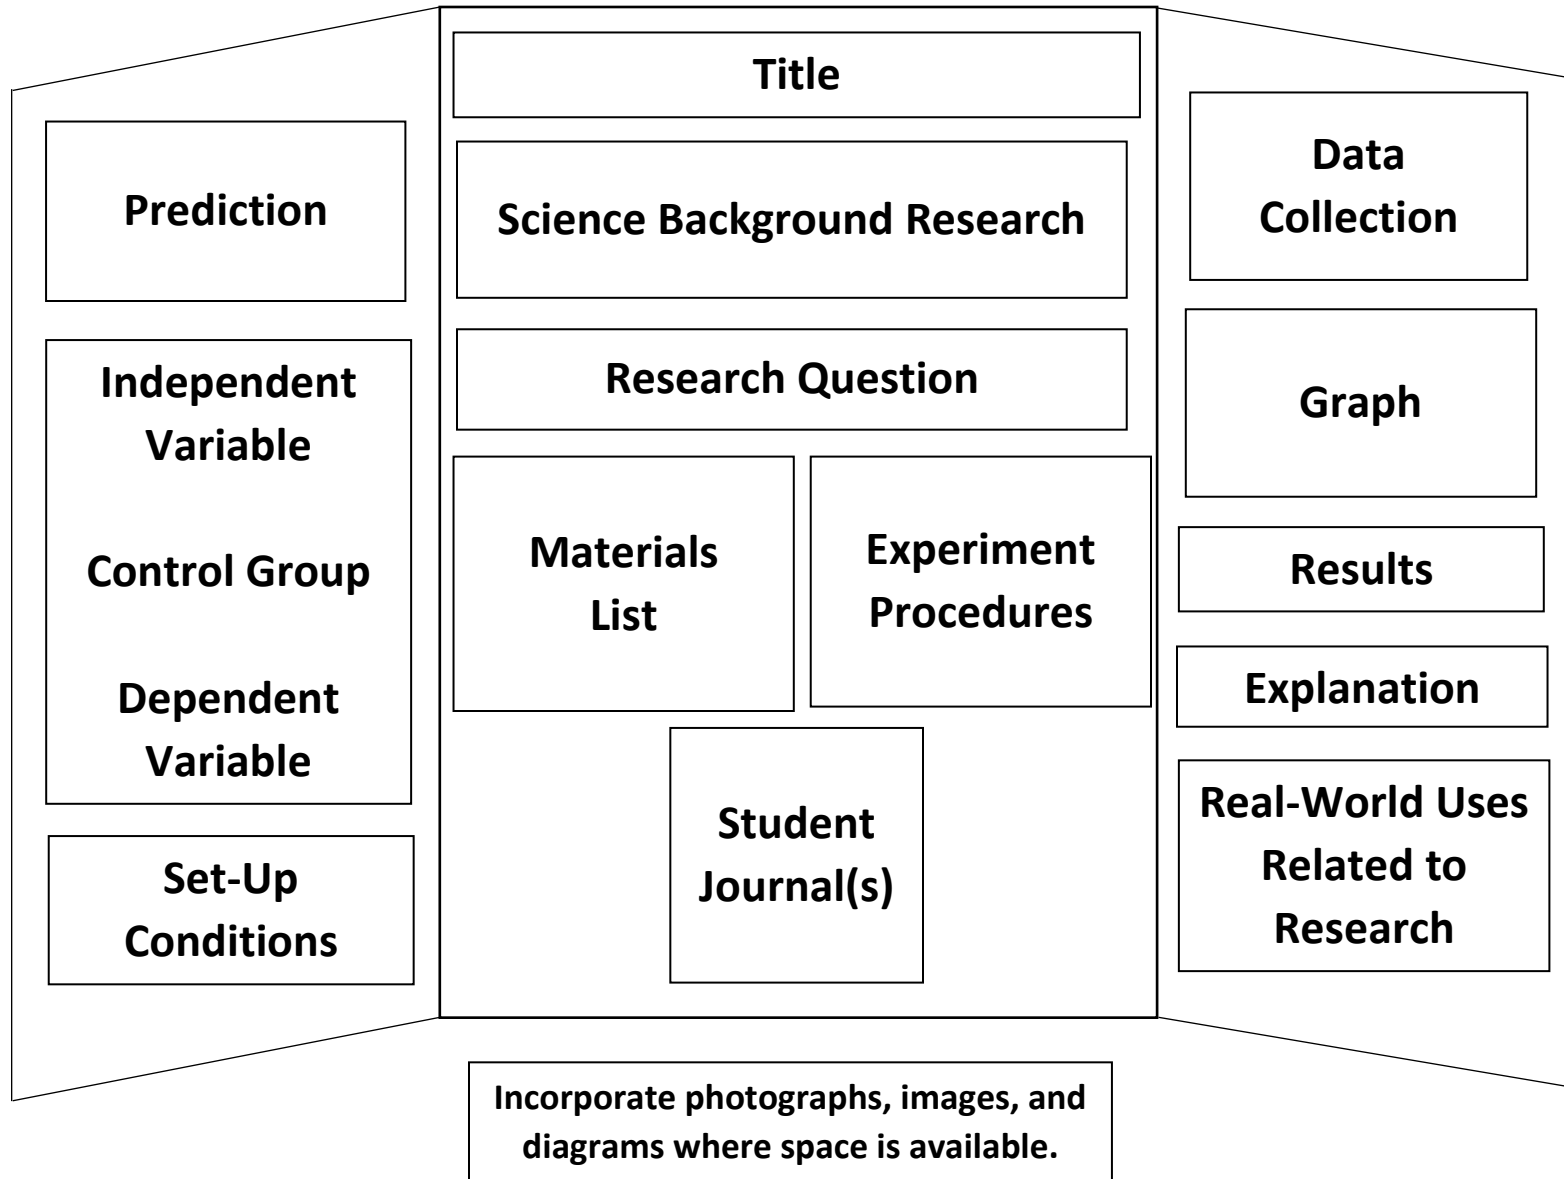 Title
Prediction
Independent
Variable
Control Group
Dependent
Variable
Set-Up
Conditions
Science Background Research
Research Question
Materials
List
Experiment
Procedures
Student
Journal(s)
Data
Collection
Graph
Results
Explanation
Real-World Uses
Related to
Research
Incorporate photographs, images, and
diagrams where space is available.